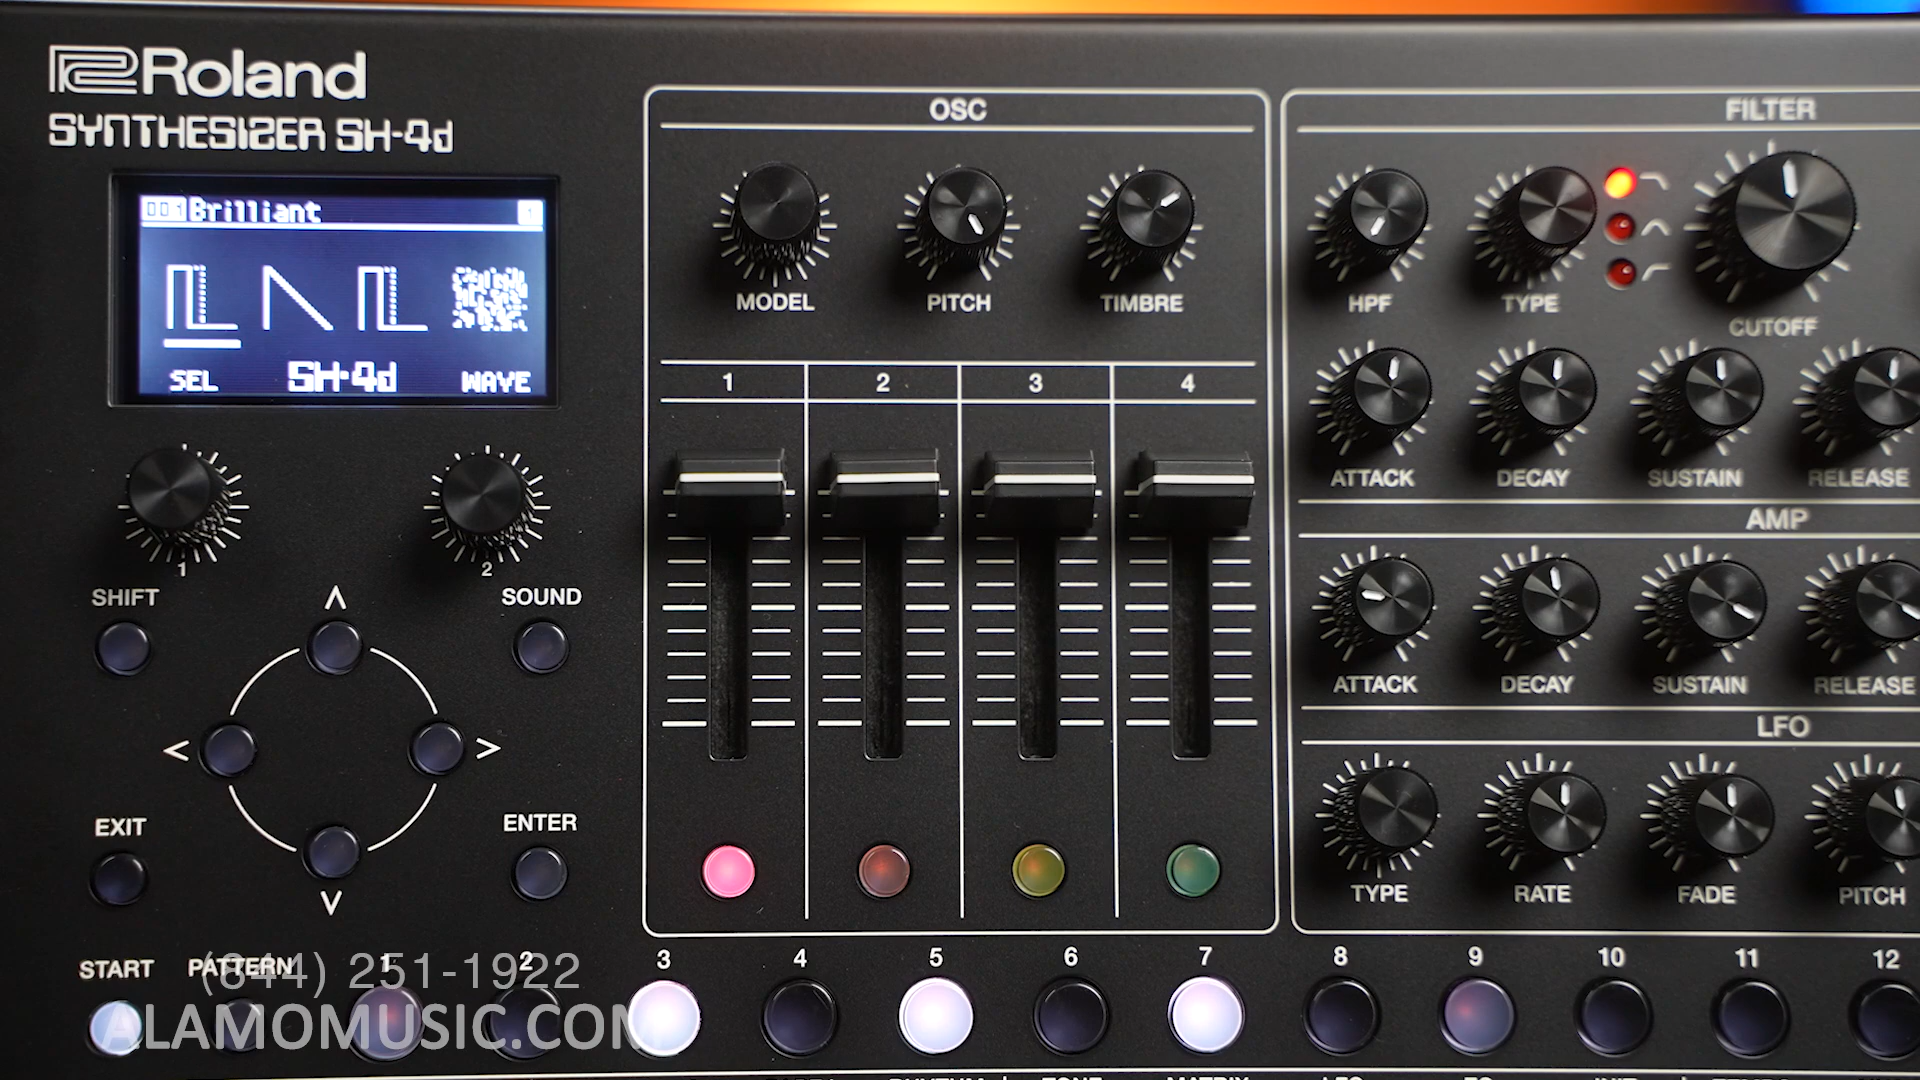 Roland
SYNTHESIZER SH-4d
001 Brilliant
1
SEL SH-4d WAVE
1 2
SHIFT SOUND
EXIT ENTER
OSC
MODEL PITCH TIMBRE
1 2 3 4
FILTER
HPF TYPE CUTOFF
ATTACK DECAY SUSTAIN RELEASE
AMP
ATTACK DECAY SUSTAIN RELEASE
LFO
TYPE RATE FADE PITCH
START PATTERN 1 2 3 4 5 6 7 8 9 10 11 12
(844) 251-1922
ALAMOMUSIC.COM